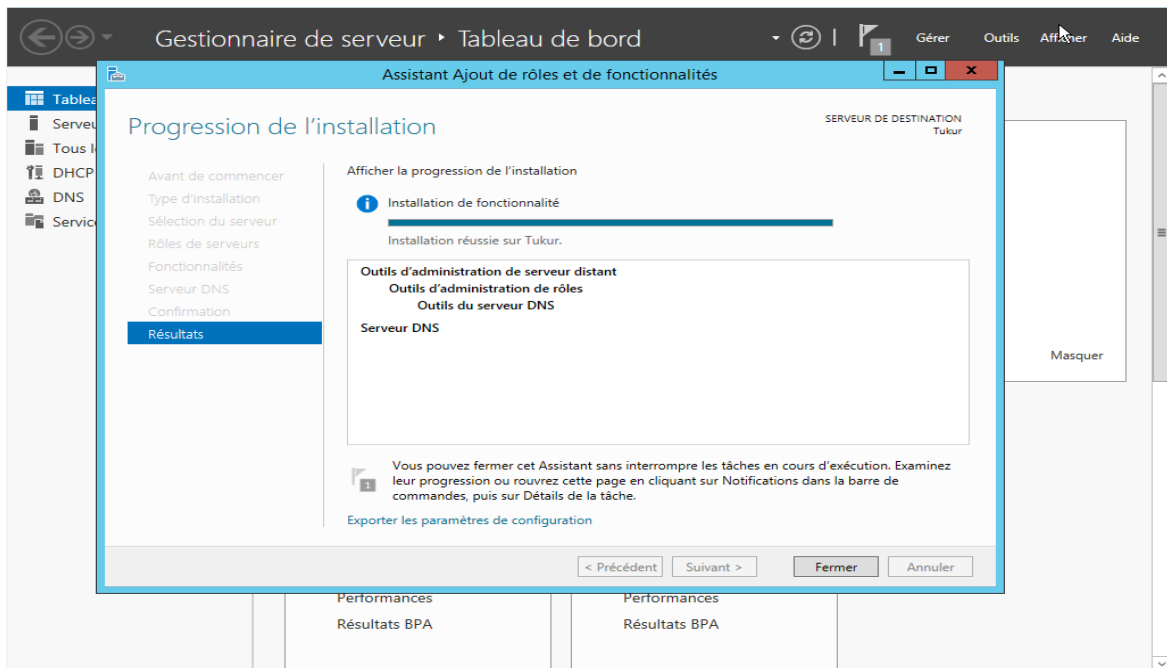 Gestionnaire de serveur ‣ Tableau de bord
1
Gérer
Outils
Afficher
Aide
Assistant Ajout de rôles et de fonctionnalités
Tablea
Serveu
Tous l
DHCP
DNS
Service
Progression de l'installation
SERVEUR DE DESTINATION
Tukur
Avant de commencer
Type d'installation
Sélection du serveur
Rôles de serveurs
Fonctionnalités
Serveur DNS
Confirmation
Résultats
Afficher la progression de l'installation
Installation de fonctionnalité
Installation réussie sur Tukur.
Outils d'administration de serveur distant
Outils d'administration de rôles
Outils du serveur DNS
Serveur DNS
Vous pouvez fermer cet Assistant sans interrompre les tâches en cours d'exécution. Examinez
leur progression ou rouvrez cette page en cliquant sur Notifications dans la barre de
commandes, puis sur Détails de la tâche.
1
Exporter les paramètres de configuration
< Précédent
Suivant >
Fermer
Annuler
Masquer
Performances
Performances
Résultats BPA
Résultats BPA